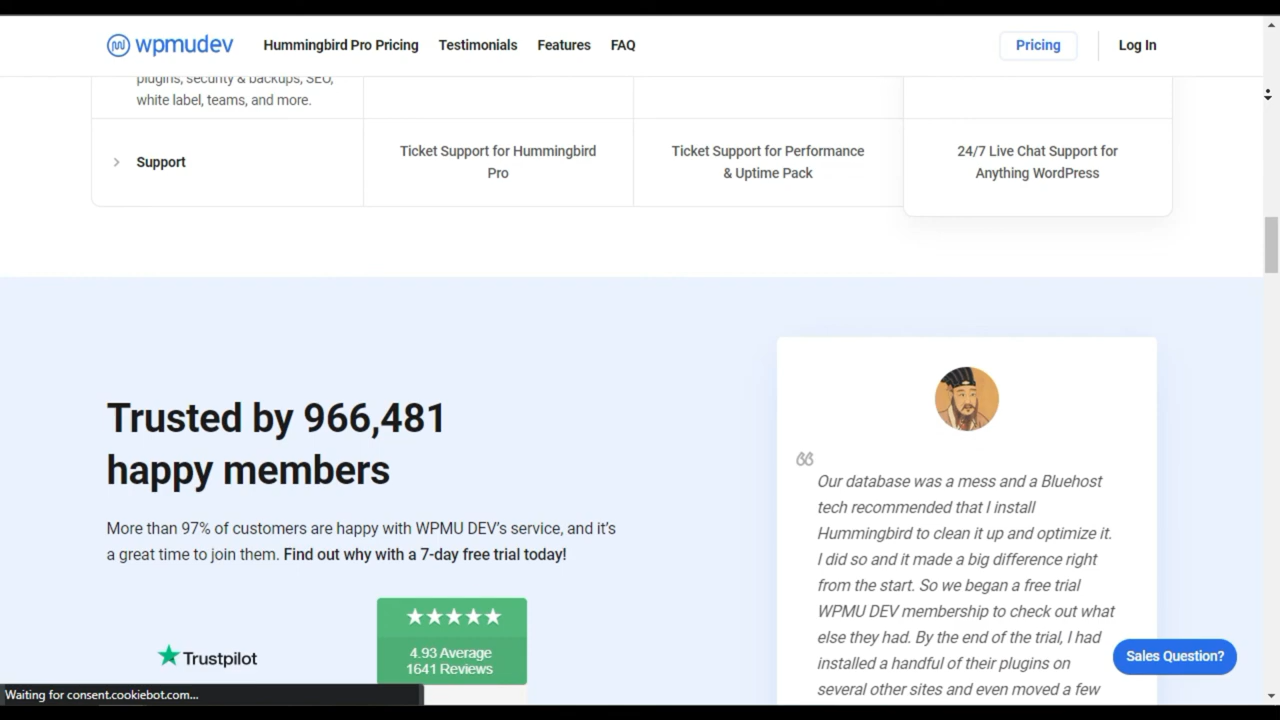 wpmudev
Hummingbird Pro Pricing
Testimonials
Features
FAQ
Pricing
Log In
plugins, security & backups, SEO,
white label, teams, and more.
Support
Ticket Support for Hummingbird
Pro
Ticket Support for Performance
& Uptime Pack
24/7 Live Chat Support for
Anything WordPress
Trusted by 966,481
happy members
More than 97% of customers are happy with WPMU DEV's service, and it's
a great time to join them. Find out why with a 7-day free trial today!
Trustpilot
4.93 Average
1641 Reviews
Our database was a mess and a Bluehost
tech recommended that I install
Hummingbird to clean it up and optimize it.
I did so and it made a big difference right
from the start. So we began a free trial
WPMU DEV membership to check out what
else they had. By the end of the trial, I had
installed a handful of their plugins on
several other sites and even moved a few
Sales Question?
Waiting for consent.cookiebot.com...